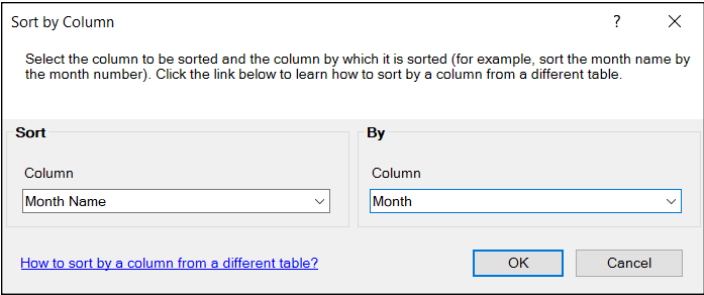 Sort by Column ? ×
Select the column to be sorted and the column by which it is sorted (for example, sort the month name by
the month number). Click the link below to learn how to sort by a column from a different table.
Sort By
Column Column
Month Name Month
How to sort by a column from a different table? OK Cancel